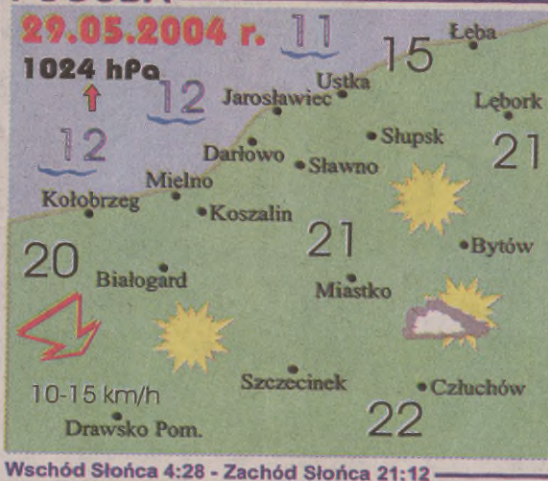 29.05.2004 r.
11
15
Łeba
1024 hPa
12
Ustka
Jarosławiec
Lębork
12
Darłowo
Słupsk
21
Sławno
Mielno
Kołobrzeg
Koszalin
20
21
Bytów
Białogard
Miastko
10-15 km/h
Szczecinek
Człuchów
22
Drawsko Pom.
Wschód Słońca 4:28 - Zachód Słońca 21:12